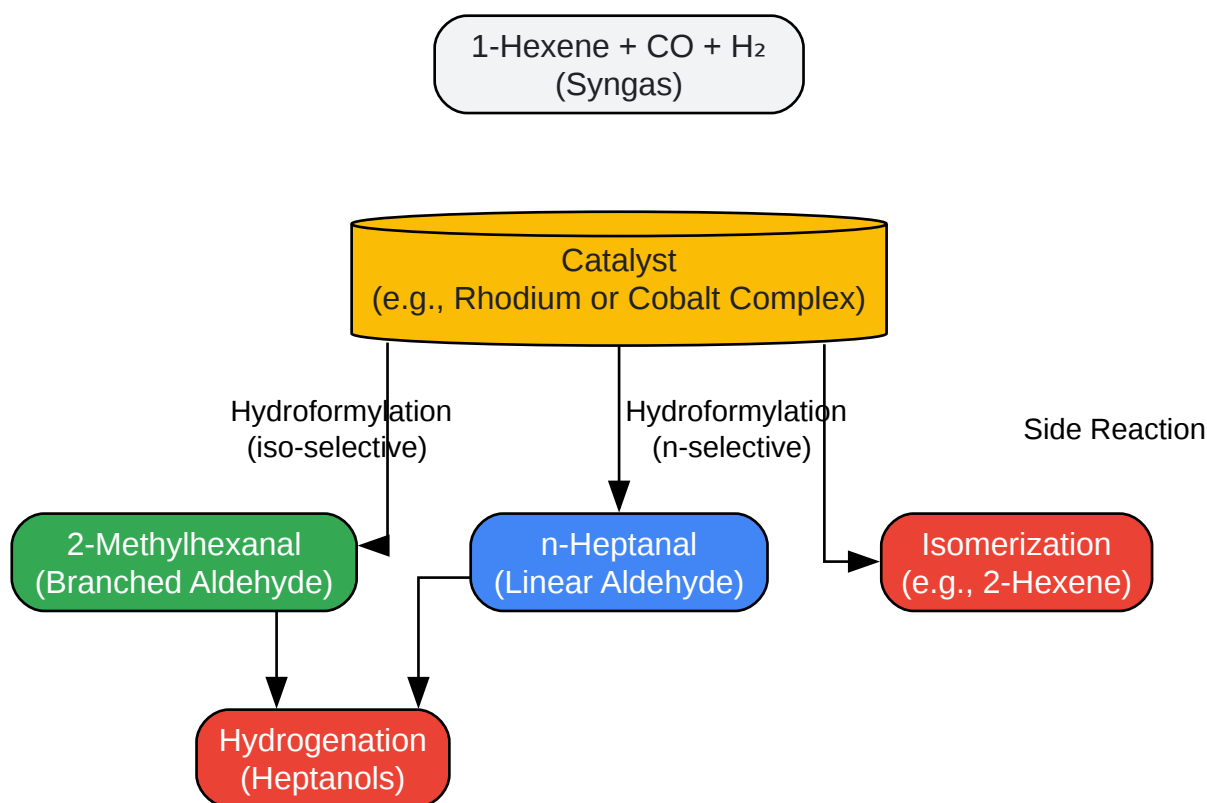 1-Hexene + CO + H₂
(Syngas)
Catalyst
(e.g., Rhodium or Cobalt Complex)
Hydroformylation
(iso-selective)
Hydroformylation
(n-selective)
Side Reaction
2-Methylhexanal
(Branched Aldehyde)
n-Heptanal
(Linear Aldehyde)
Isomerization
(e.g., 2-Hexene)
Hydrogenation
(Heptanols)